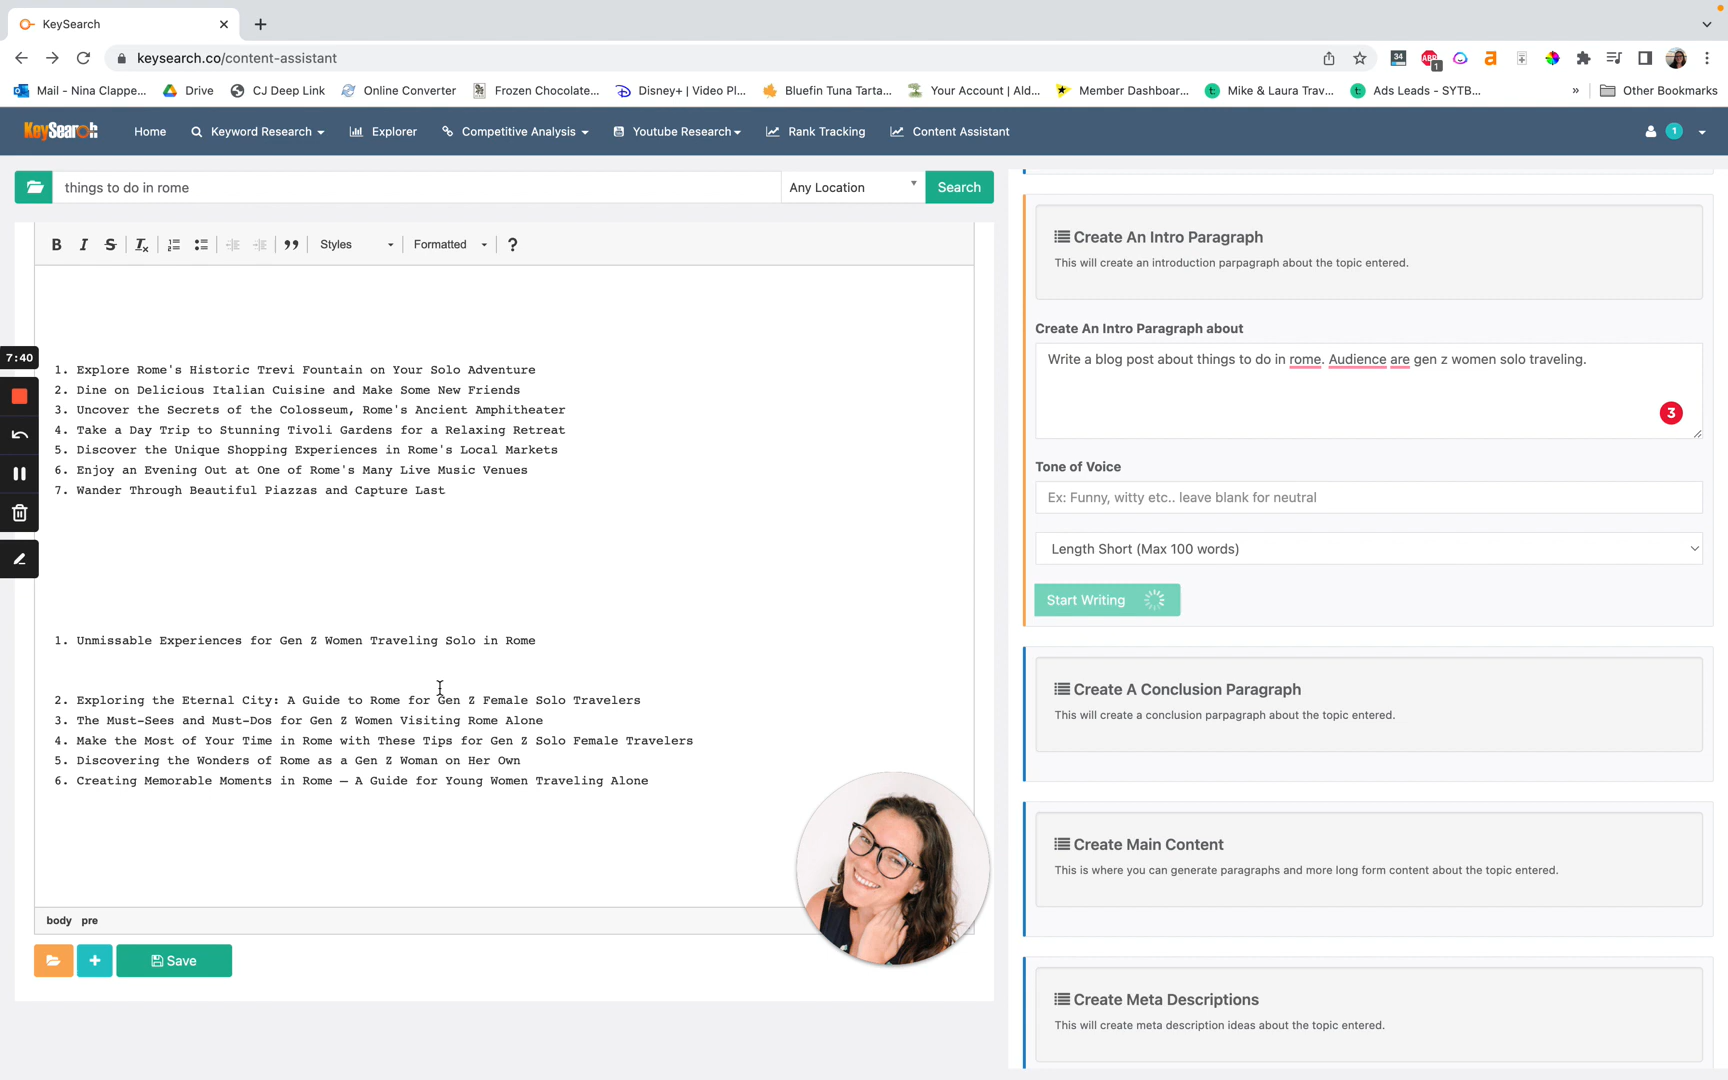 KeySearch
keysearch.co/content-assistant
34
ABP
1
Mail - Nina Clappe...
Drive
CJ Deep Link
Online Converter
Frozen Chocolate...
Disney+ | Video Pl...
Bluefin Tuna Tarta...
Your Account | Ald...
Member Dashboar...
Mike & Laura Trav...
Ads Leads - SYTB...
»
Other Bookmarks
KeySearch
Home
Keyword Research
Explorer
Competitive Analysis
Youtube Research
Rank Tracking
Content Assistant
1
things to do in rome
Any Location
Search
B I S Tx
Styles
Formatted
?
7:40
1. Explore Rome's Historic Trevi Fountain on Your Solo Adventure
2. Dine on Delicious Italian Cuisine and Make Some New Friends
3. Uncover the Secrets of the Colosseum, Rome's Ancient Amphitheater
4. Take a Day Trip to Stunning Tivoli Gardens for a Relaxing Retreat
5. Discover the Unique Shopping Experiences in Rome's Local Markets
6. Enjoy an Evening Out at One of Rome's Many Live Music Venues
7. Wander Through Beautiful Piazzas and Capture Last
1. Unmissable Experiences for Gen Z Women Traveling Solo in Rome
2. Exploring the Eternal City: A Guide to Rome for Gen Z Female Solo Travelers
3. The Must-Sees and Must-Dos for Gen Z Women Visiting Rome Alone
4. Make the Most of Your Time in Rome with These Tips for Gen Z Solo Female Travelers
5. Discovering the Wonders of Rome as a Gen Z Woman on Her Own
6. Creating Memorable Moments in Rome — A Guide for Young Women Traveling Alone
body pre
Save
Create An Intro Paragraph
This will create an introduction parpagraph about the topic entered.
Create An Intro Paragraph about
Write a blog post about things to do in rome. Audience are gen z women solo traveling.
3
Tone of Voice
Ex: Funny, witty etc.. leave blank for neutral
Length Short (Max 100 words)
Start Writing
Create A Conclusion Paragraph
This will create a conclusion parpagraph about the topic entered.
Create Main Content
This is where you can generate paragraphs and more long form content about the topic entered.
Create Meta Descriptions
This will create meta description ideas about the topic entered.